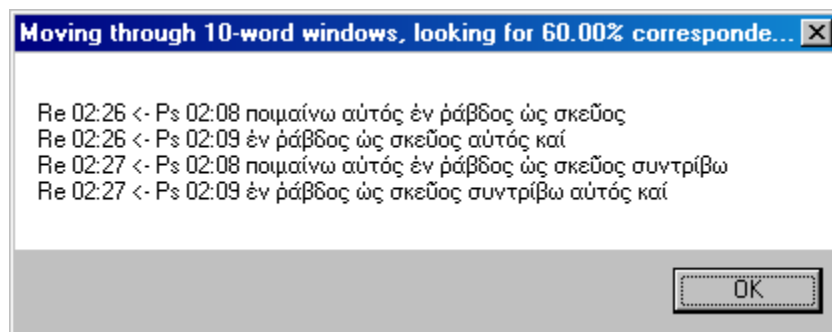 Moving through 10-word windows, looking for 60.00% corresponde...
Re 02:26 <- Ps 02:08 ποιμαίνω αὐτός ἐν ῥάβδος ὡς σκεῦος
Re 02:26 <- Ps 02:09 ἐν ῥάβδος ὡς σκεῦος αὐτός καί
Re 02:27 <- Ps 02:08 ποιμαίνω αὐτός ἐν ῥάβδος ὡς σκεῦος συντρίβω
Re 02:27 <- Ps 02:09 ἐν ῥάβδος ὡς σκεῦος συντρίβω αὐτός καί
OK